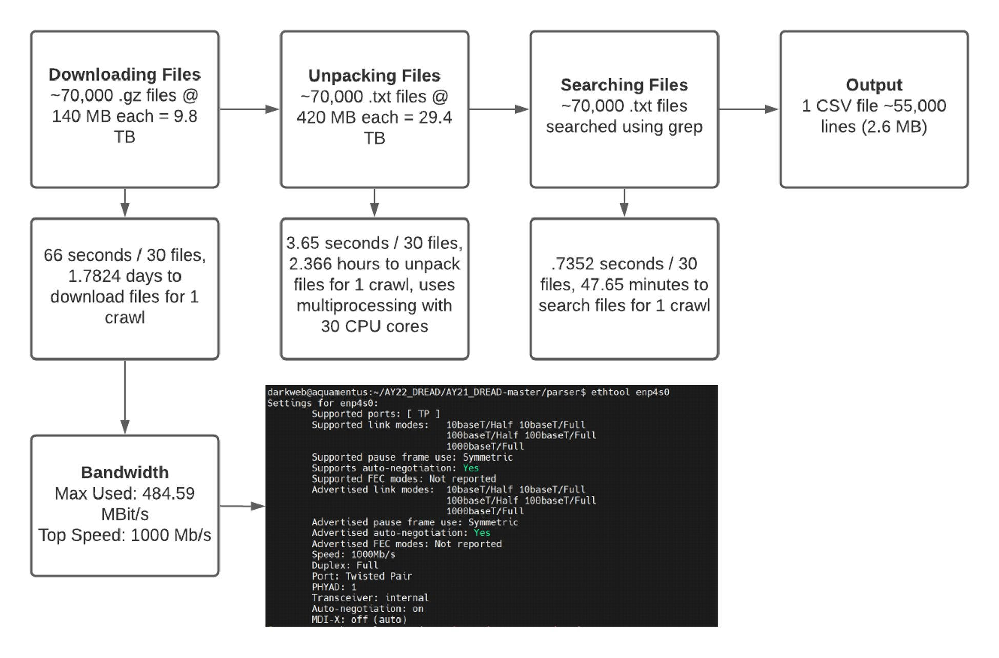 Downloading Files
~70,000 .gz files @
140 MB each = 9.8
TB
Unpacking Files
~70,000 .txt files @
420 MB each = 29.4
TB
Searching Files
~70,000 .txt files
searched using grep
Output
1 CSV file ~55,000
lines (2.6 MB)
66 seconds / 30 files,
1.7824 days to
download files for 1
crawl
3.65 seconds / 30 files,
2.366 hours to unpack
files for 1 crawl, uses
multiprocessing with
30 CPU cores
.7352 seconds / 30
files, 47.65 minutes to
search files for 1 crawl
Bandwidth
Max Used: 484.59
MBit/s
Top Speed: 1000 Mb/s
darkweb@aquamentus:~/AY22_DREAD/AY21_DREAD-master/parser$ ethtool enp4s0
Settings for enp4s0:
Supported ports: [ TP ]
Supported link modes:   10baseT/Half 10baseT/Full
100baseT/Half 100baseT/Full
1000baseT/Full
Supported pause frame use: Symmetric
Supports auto-negotiation: Yes
Supported FEC modes: Not reported
Advertised link modes:  10baseT/Half 10baseT/Full
100baseT/Half 100baseT/Full
1000baseT/Full
Advertised pause frame use: Symmetric
Advertised auto-negotiation: Yes
Advertised FEC modes: Not reported
Speed: 1000Mb/s
Duplex: Full
Port: Twisted Pair
PHYAD: 1
Transceiver: internal
Auto-negotiation: on
MDI-X: off (auto)